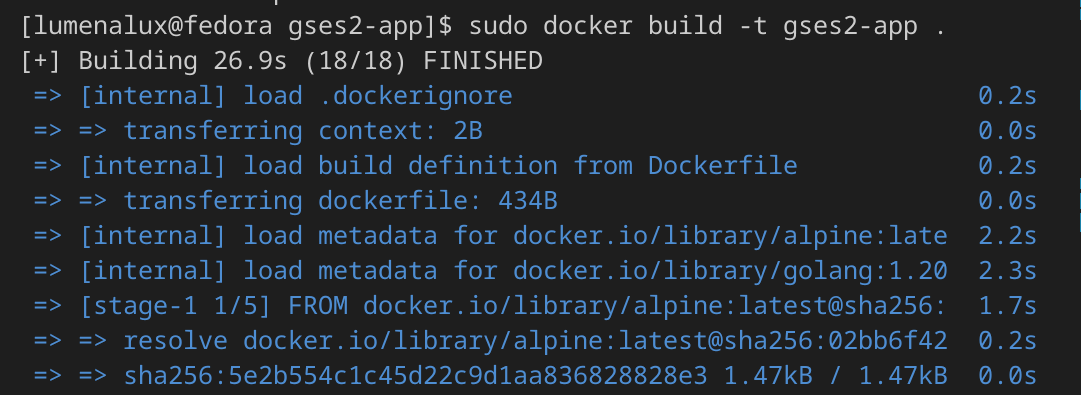 [lumenalux@fedora gses2-app]$ sudo docker build -t gses2-app .
[+] Building 26.9s (18/18) FINISHED
=> [internal] load .dockerignore 0.2s
=> => transferring context: 2B 0.0s
=> [internal] load build definition from Dockerfile 0.2s
=> => transferring dockerfile: 434B 0.0s
=> [internal] load metadata for docker.io/library/alpine:late 2.2s
=> [internal] load metadata for docker.io/library/golang:1.20 2.3s
=> [stage-1 1/5] FROM docker.io/library/alpine:latest@sha256: 1.7s
=> => resolve docker.io/library/alpine:latest@sha256:02bb6f42 0.2s
=> => sha256:5e2b554c1c45d22c9d1aa836828828e3 1.47kB / 1.47kB 0.0s